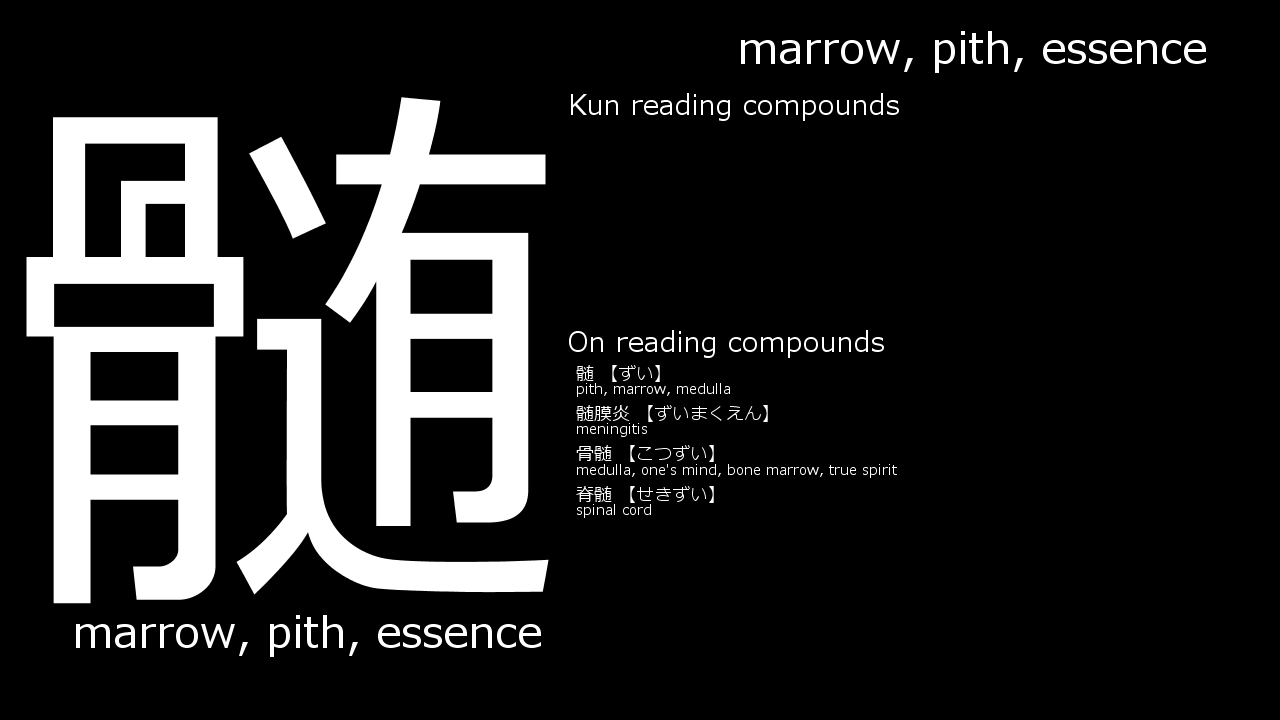 marrow, pith, essence
Kun reading compounds
髄
On reading compounds
髄 【ずい】
pith, marrow, medulla
髄膜炎 【ずいまくえん】
meningitis
骨髄 【こつずい】
medulla, one's mind, bone marrow, true spirit
脊髄 【せきずい】
spinal cord
marrow, pith, essence